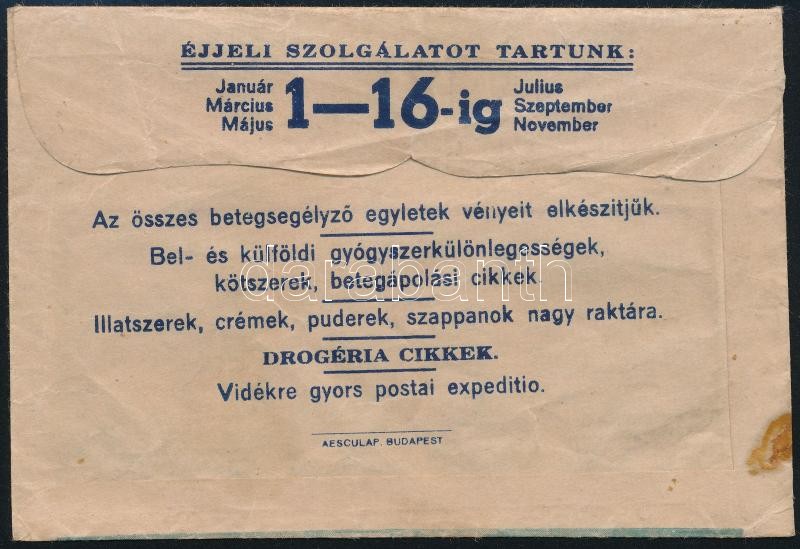 ÉJJELI SZOLGÁLATOT TARTUNK:
Január
Március
Május
1—16-ig
Julius
Szeptember
November
Az összes betegsegélyző egyletek vényeit elkészitjük.
Bel- és külföldi gyógyszerkülönlegességek,
kötszerek, betegápolási cikkek.
darabanth
Illatszerek, crémek, puderek, szappanok nagy raktára.
DROGÉRIA CIKKEK.
Vidékre gyors postai expeditio.
AESCULAP. BUDAPEST